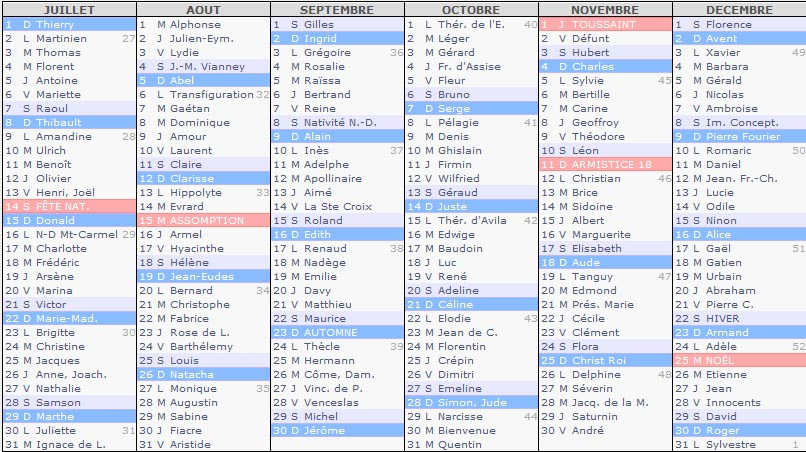 JUILLET
1 D Thierry
2 L Martinien 27
3 M Thomas
4 M Florent
5 J Antoine
6 V Mariette
7 S Raoul
8 D Thibault
9 L Amandine 28
10 M Ulrich
11 M Benoît
12 J Olivier
13 V Henri, Joël
14 S FÊTE NAT.
15 D Donald
16 L N-D Mt-Carmel 29
17 M Charlotte
18 M Frédéric
19 J Arsène
20 V Marina
21 S Victor
22 D Marie-Mad.
23 L Brigitte 30
24 M Christine
25 M Jacques
26 J Anne, Joach.
27 V Nathalie
28 S Samson
29 D Marthe
30 L Juliette 31
31 M Ignace de L.
AOUT
1 M Alphonse
2 J Julien-Eym.
3 V Lydie
4 S J.-M. Vianney
5 D Abel
6 L Transfiguration 32
7 M Gaétan
8 M Dominique
9 J Amour
10 V Laurent
11 S Claire
12 D Clarisse
13 L Hippolyte 33
14 M Evrard
15 M ASSOMPTION
16 J Armel
17 V Hyacinthe
18 S Hélène
19 D Jean-Eudes
20 L Bernard 34
21 M Christophe
22 M Fabrice
23 J Rose de L.
24 V Barthélemy
25 S Louis
26 D Natacha
27 L Monique 35
28 M Augustin
29 M Sabine
30 J Fiacre
31 V Aristide
SEPTEMBRE
1 S Gilles
2 D Ingrid
3 L Grégoire 36
4 M Rosalie
5 M Raïssa
6 J Bertrand
7 V Reine
8 S Nativité N.-D.
9 D Alain
10 L Inès 37
11 M Adelphe
12 M Apollinaire
13 J Aimé
14 V La Ste Croix
15 S Roland
16 D Edith
17 L Renaud 38
18 M Nadège
19 M Emilie
20 J Davy
21 V Matthieu
22 S Maurice
23 D AUTOMNE
24 L Thècle 39
25 M Hermann
26 M Côme, Dam.
27 J Vinc. de P.
28 V Venceslas
29 S Michel
30 D Jérôme
OCTOBRE
1 L Thér. de l'E. 40
2 M Léger
3 M Gérard
4 J Fr. d'Assise
5 V Fleur
6 S Bruno
7 D Serge
8 L Pélagie 41
9 M Denis
10 M Ghislain
11 J Firmin
12 V Wilfried
13 S Géraud
14 D Juste
15 L Thér. d'Avila 42
16 M Edwige
17 M Baudoin
18 J Luc
19 V René
20 S Adeline
21 D Céline
22 L Elodie 43
23 M Jean de C.
24 M Florentin
25 J Crépin
26 V Dimitri
27 S Emeline
28 D Simon, Jude
29 L Narcisse 44
30 M Bienvenue
31 M Quentin
NOVEMBRE
1 J TOUSSAINT
2 V Défunt
3 S Hubert
4 D Charles
5 L Sylvie 45
6 M Bertille
7 M Carine
8 J Geoffroy
9 V Théodore
10 S Léon
11 D ARMISTICE 18
12 L Christian 46
13 M Brice
14 M Sidoine
15 J Albert
16 V Marguerite
17 S Elisabeth
18 D Aude
19 L Tanguy 47
20 M Edmond
21 M Prés. Marie
22 J Cécile
23 V Clément
24 S Flora
25 D Christ Roi
26 L Delphine 48
27 M Séverin
28 M Jacq. de la M.
29 J Saturnin
30 V André
DECEMBRE
1 S Florence
2 D Avent
3 L Xavier 49
4 M Barbara
5 M Gérald
6 J Nicolas
7 V Ambroise
8 S Im. Concept.
9 D Pierre Fourier
10 L Romaric 50
11 M Daniel
12 M Jean. Fr.-Ch.
13 J Lucie
14 V Odile
15 S Ninon
16 D Alice
17 L Gaël 51
18 M Gatien
19 M Urbain
20 J Abraham
21 V Pierre C.
22 S HIVER
23 D Armand
24 L Adèle 52
25 M NOËL
26 M Etienne
27 J Jean
28 V Innocents
29 S David
30 D Roger
31 L Sylvestre 1